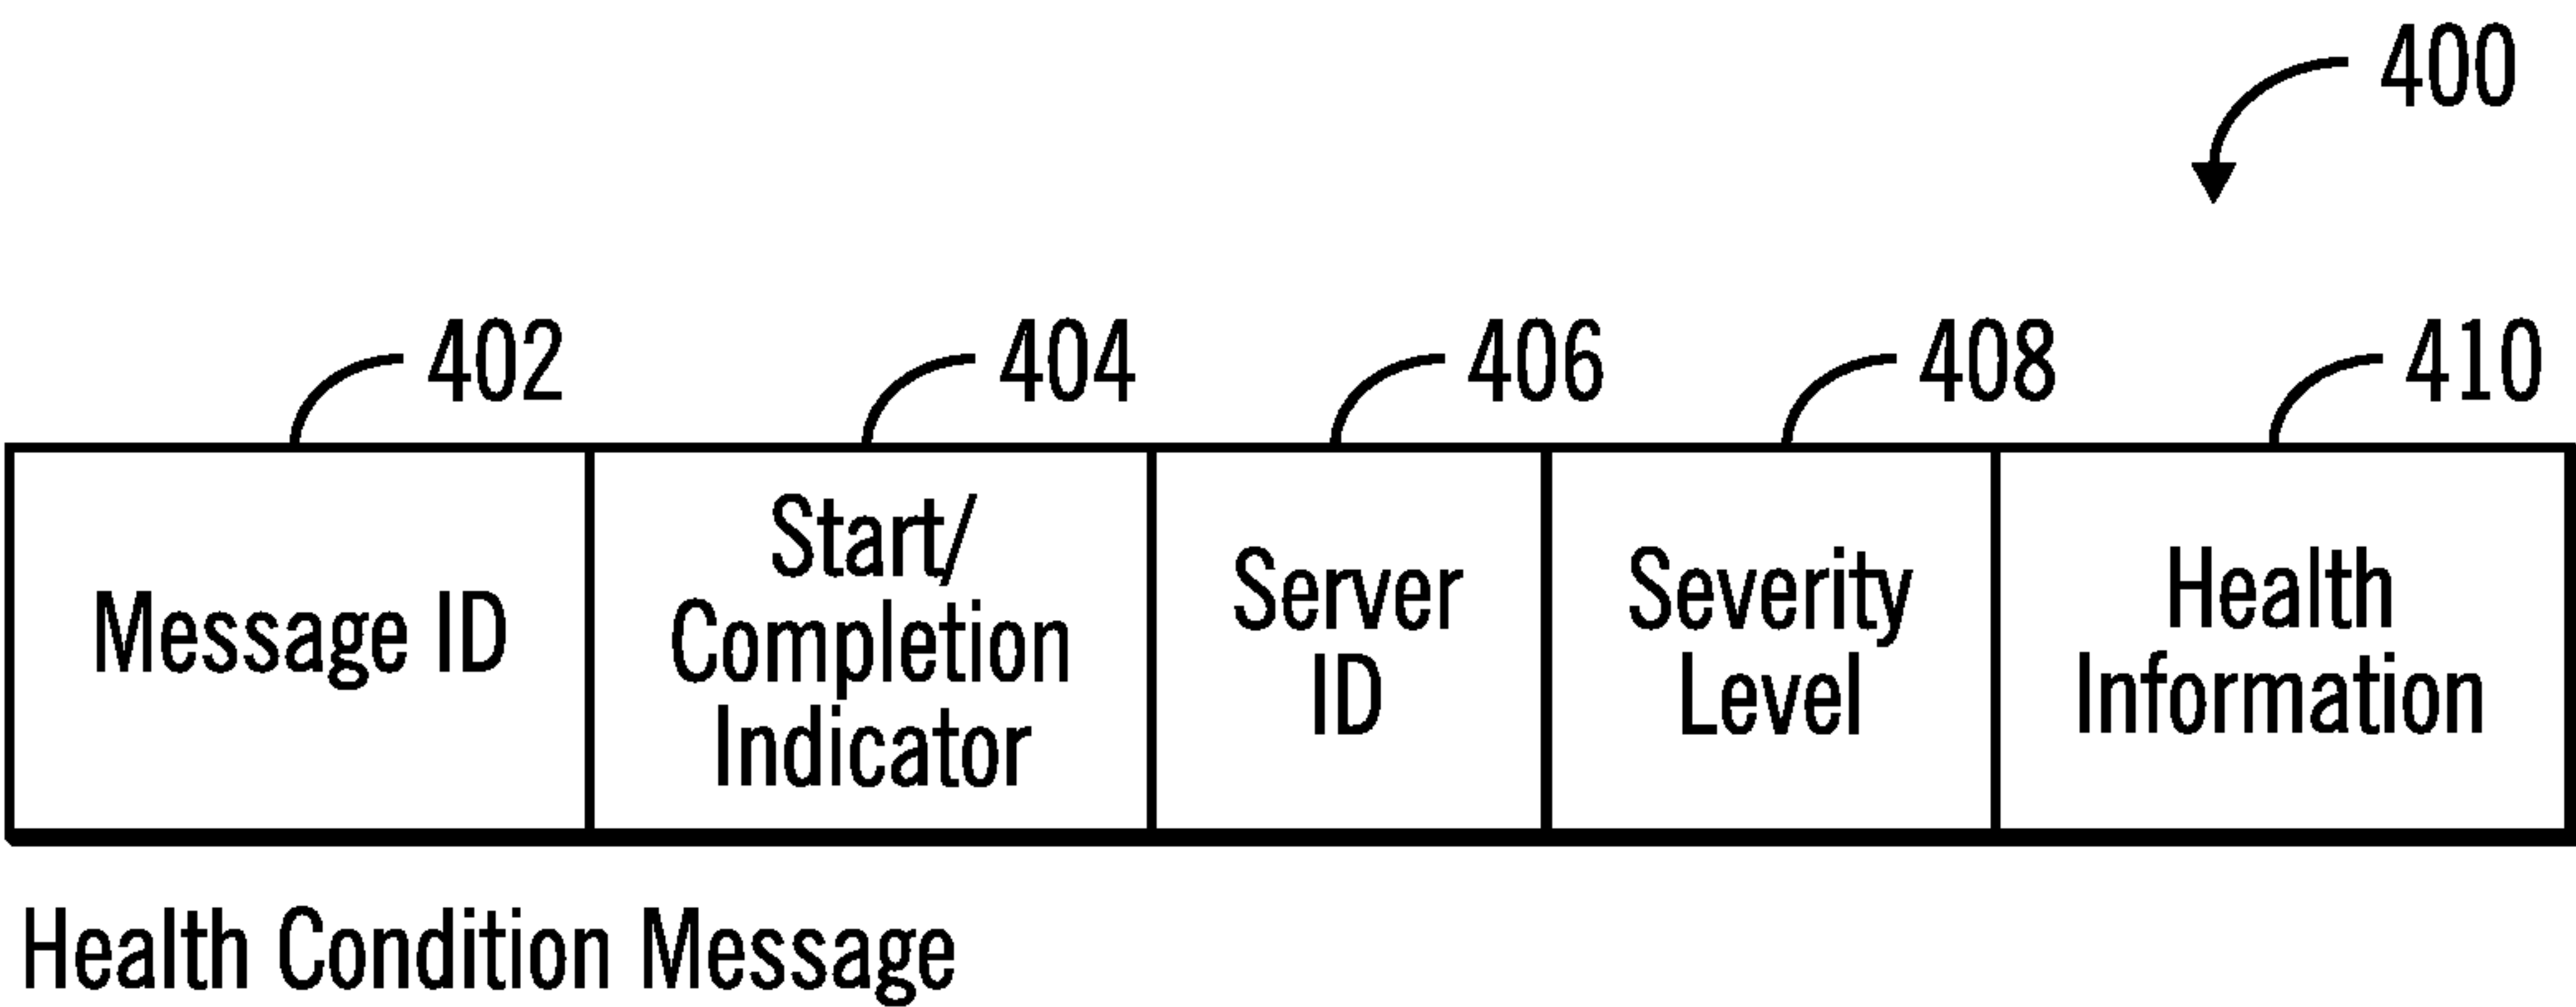 400
402
404
406
408
410
Message ID
Start/
Completion
Indicator
Server
ID
Severity
Level
Health
Information
Health Condition Message